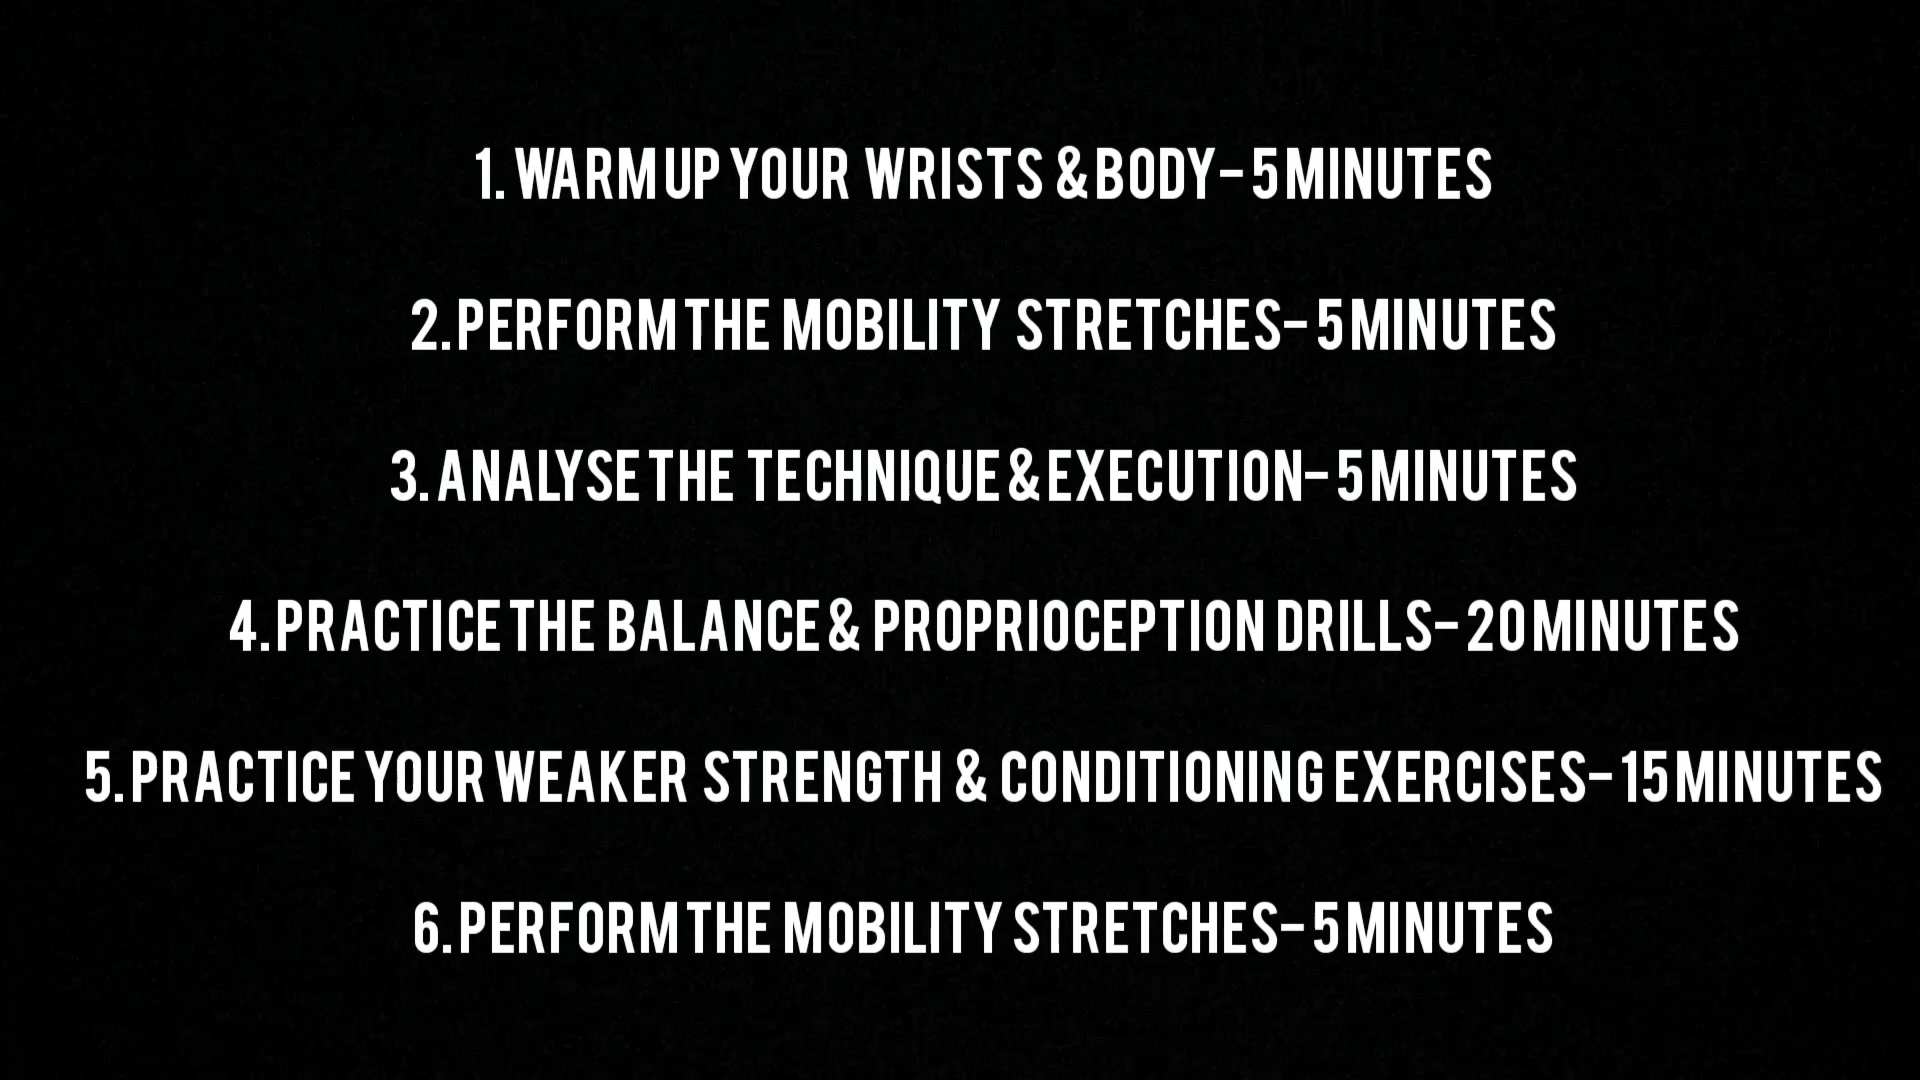 1. WARM UP YOUR WRISTS & BODY- 5 MINUTES
2. PERFORM THE MOBILITY STRETCHES- 5 MINUTES
3. ANALYSE THE TECHNIQUE & EXECUTION- 5 MINUTES
4. PRACTICE THE BALANCE & PROPRIOCEPTION DRILLS- 20 MINUTES
5. PRACTICE YOUR WEAKER STRENGTH & CONDITIONING EXERCISES- 15 MINUTES
6. PERFORM THE MOBILITY STRETCHES- 5 MINUTES